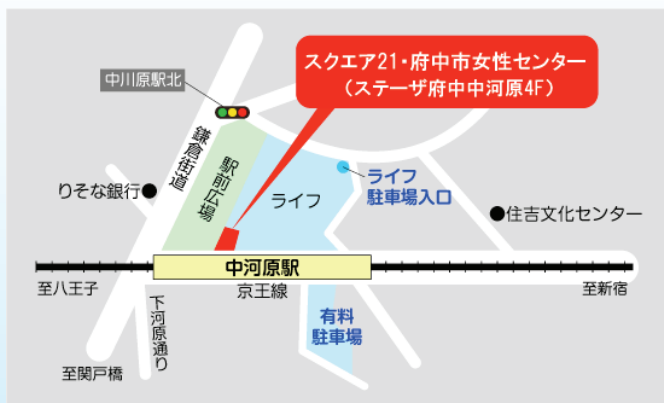 スクエア21・府中市女性センター
（ステーザ府中中河原4F）
中川原駅北
鎌倉街道
駅前広場
ライフ
ライフ
駐車場入口
りそな銀行
住吉文化センター
中河原駅
京王線
至八王子
至新宿
下河原通り
有料
駐車場
至関戸橋